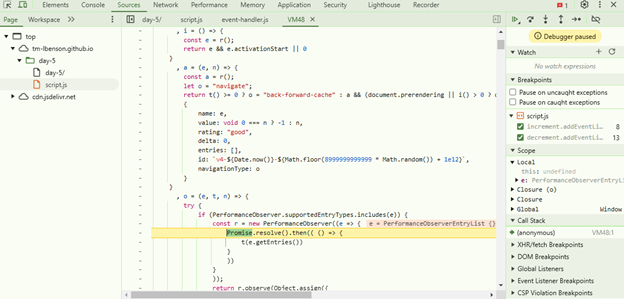 Elements Console Sources Network Performance Memory Application Security Lighthouse Recorder 1
Page Workspace day-5/ script.js event-handler.js VM48
top
tm-lbenson.github.io
day-5
day-5/
script.js
cdn.jsdelivr.net
, i = () => {
const e = r();
return e && e.activationStart || 0
}
, a = (e, n) => {
const a = r();
let o = "navigate";
return t() >= 0 ? o = "back-forward-cache" : a && (document.prerendering || i() > 0 ? o
{
name: e,
value: void 0 === n ? -1 : n,
rating: "good",
delta: 0,
entries: [],
id: `v4-${Date.now()}-${Math.floor(8999999999999 * Math.random()) + 1e12}`,
navigationType: o
}
}
, o = (e, t, n) => {
try {
if (PerformanceObserver.supportedEntryTypes.includes(e)) {
const r = new PerformanceObserver((e => { e = PerformanceObserverEntryList {}
Promise.resolve().then(( () => {
t(e.getEntries())
}
))
}
));
return r.observe(Object.assign({
Debugger paused
Watch
No watch expressions
Breakpoints
Pause on uncaught exceptions
Pause on caught exceptions
script.js
increment.addEventLi… 8
decrement.addEventLi… 13
Scope
Local
this: undefined
e: PerformanceObserverEntryLi
Closure (o)
Closure
Global Window
Call Stack
(anonymous) VM48:1
XHR/fetch Breakpoints
DOM Breakpoints
Global Listeners
Event Listener Breakpoints
CSP Violation Breakpoints